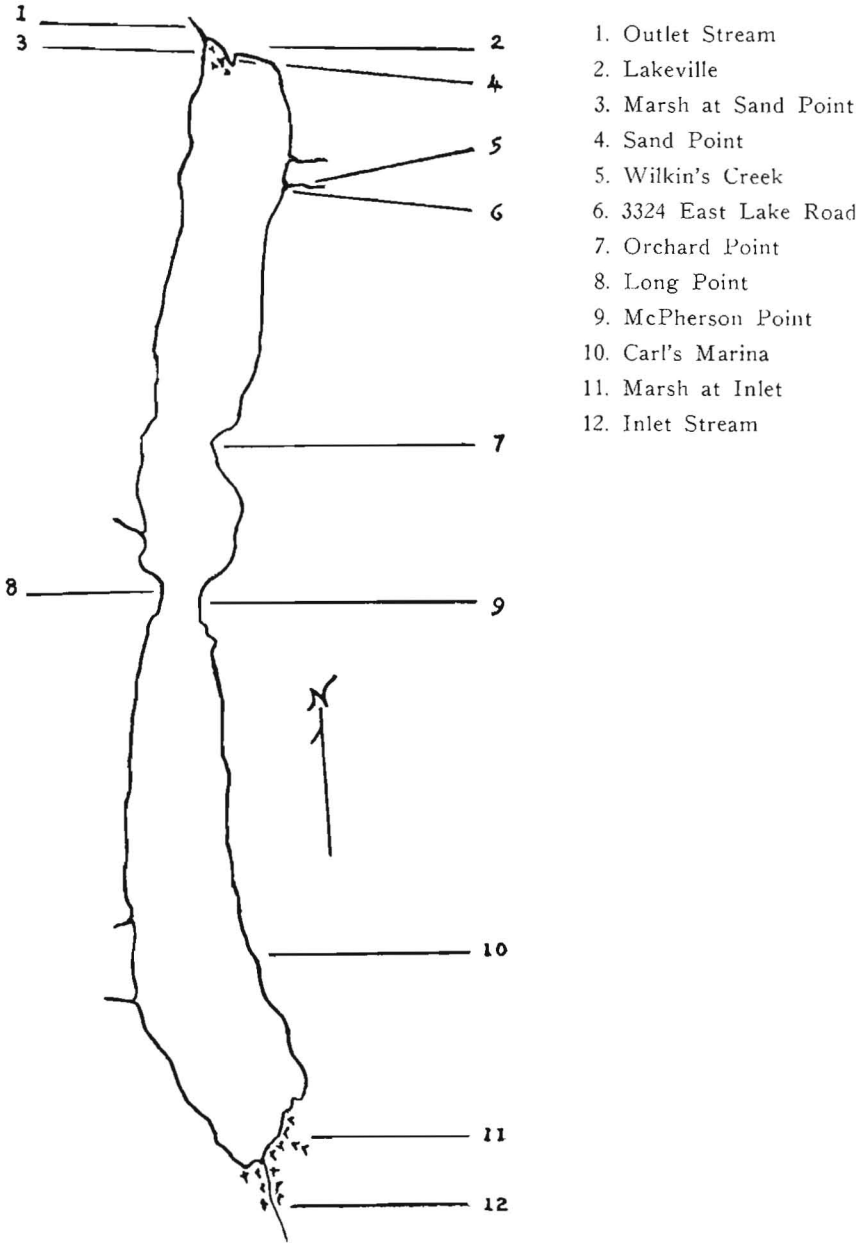 1
3
2
4
5
6
7
8
9
N
10
11
12
1. Outlet Stream
2. Lakeville
3. Marsh at Sand Point
4. Sand Point
5. Wilkin's Creek
6. 3324 East Lake Road
7. Orchard Point
8. Long Point
9. McPherson Point
10. Carl's Marina
11. Marsh at Inlet
12. Inlet Stream